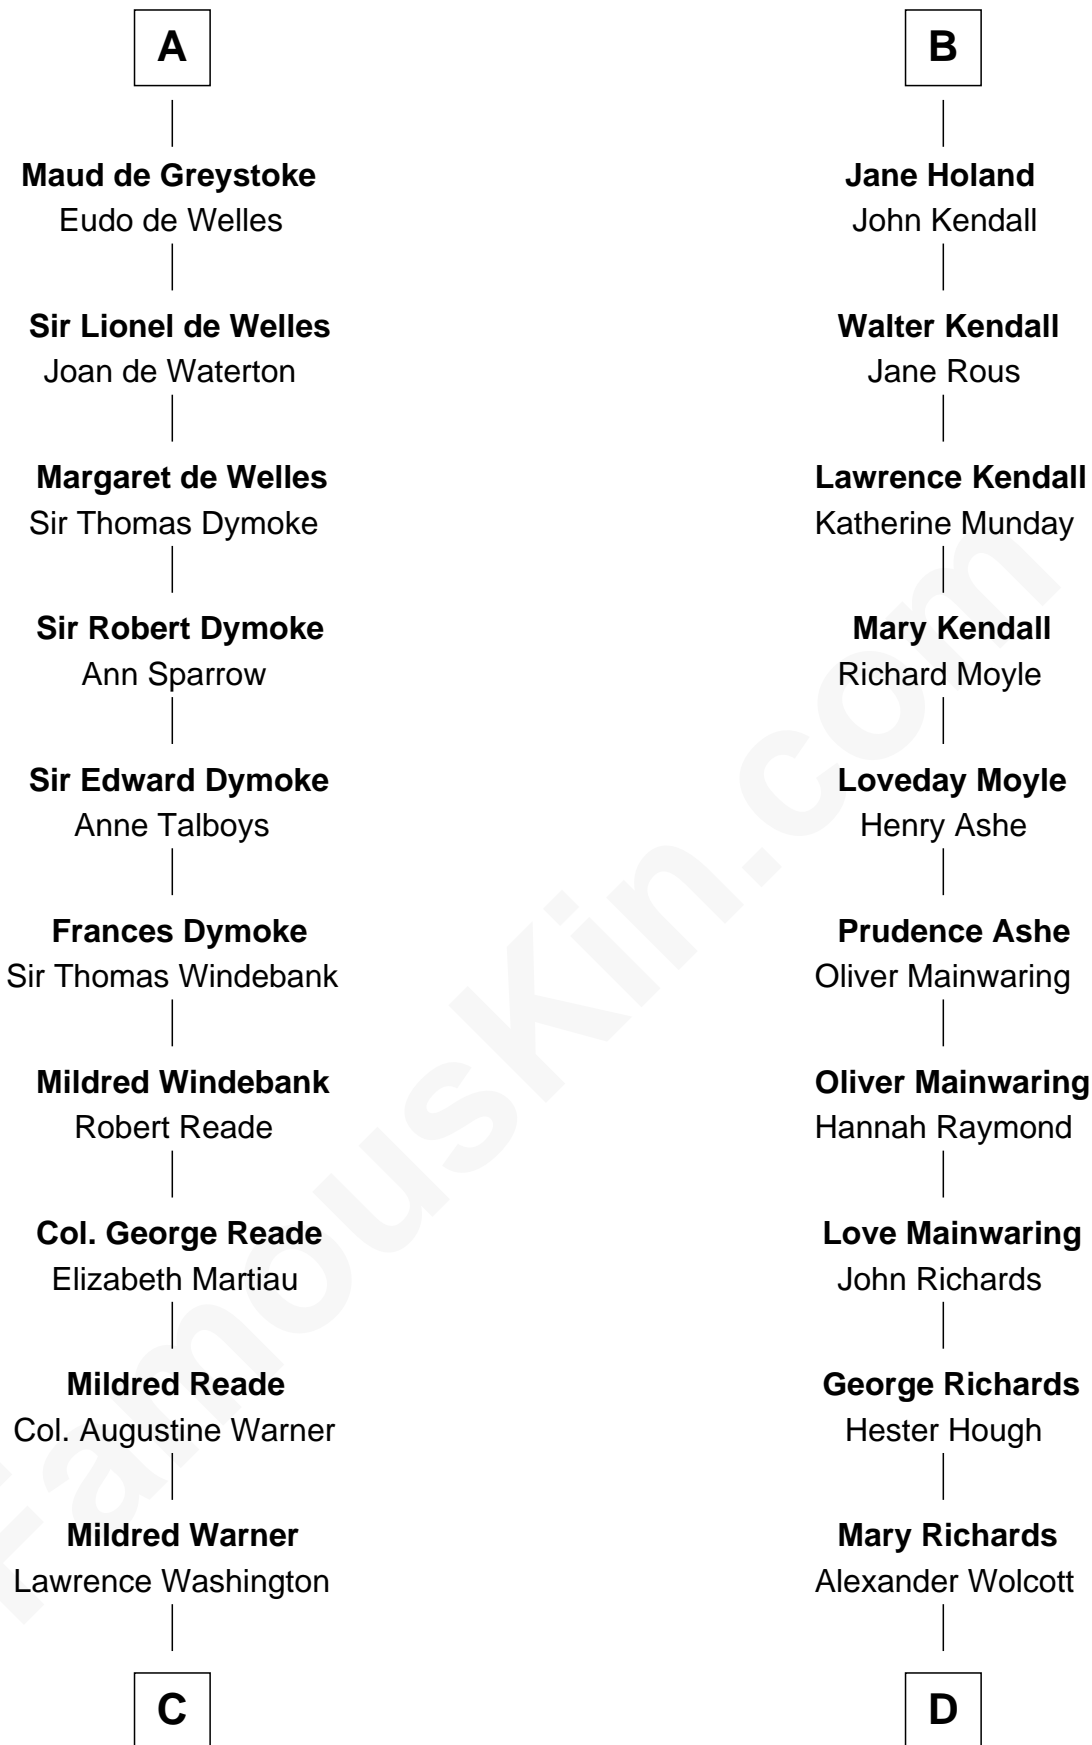 A
Maud de Greystoke
Eudo de Welles
Sir Lionel de Welles
Joan de Waterton
Margaret de Welles
Sir Thomas Dymoke
Sir Robert Dymoke
Ann Sparrow
Sir Edward Dymoke
Anne Talboys
Frances Dymoke
Sir Thomas Windebank
Mildred Windebank
Robert Reade
Col. George Reade
Elizabeth Martiau
Mildred Reade
Col. Augustine Warner
Mildred Warner
Lawrence Washington
C
B
Jane Holand
John Kendall
Walter Kendall
Jane Rous
Lawrence Kendall
Katherine Munday
Mary Kendall
Richard Moyle
Loveday Moyle
Henry Ashe
Prudence Ashe
Oliver Mainwaring
Oliver Mainwaring
Hannah Raymond
Love Mainwaring
John Richards
George Richards
Hester Hough
Mary Richards
Alexander Wolcott
D
FamousKin.com